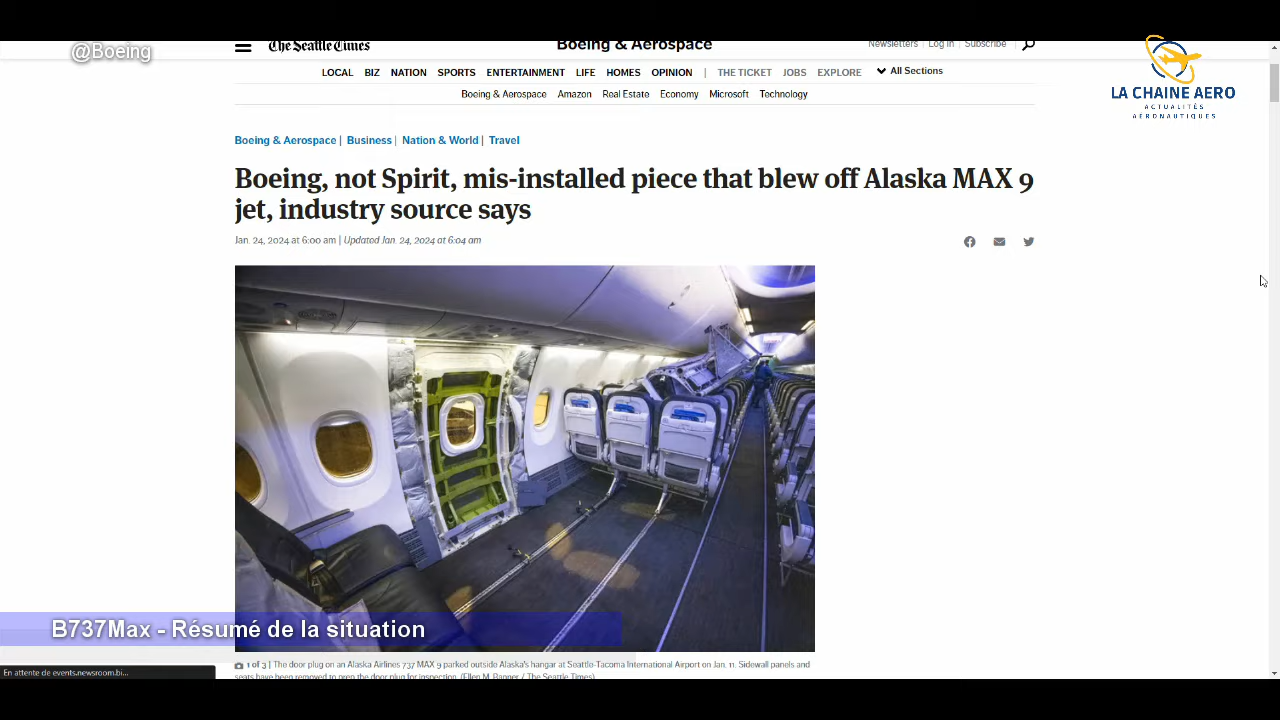 @Boeing
The Seattle Times
Boeing & Aerospace
Newsletters Log In Subscribe
LA CHAINE AERO
ACTUALITÉS
AÉRONAUTIQUES
LOCAL BIZ NATION SPORTS ENTERTAINMENT LIFE HOMES OPINION | THE TICKET JOBS EXPLORE All Sections
Boeing & Aerospace Amazon Real Estate Economy Microsoft Technology
Boeing & Aerospace | Business | Nation & World | Travel
Boeing, not Spirit, mis-installed piece that blew off Alaska MAX 9
jet, industry source says
Jan. 24, 2024 at 6:00 am | Updated Jan. 24, 2024 at 6:04 am
B737Max - Résumé de la situation
1 of 3 | The door plug on an Alaska Airlines 737 MAX 9 parked outside Alaska's hangar at Seattle-Tacoma International Airport on Jan. 11. Sidewall panels and
seats have been removed to prep the door plug for inspection. (Ellen M. Banner / The Seattle Times)
En attente de events.newsroom.bi...